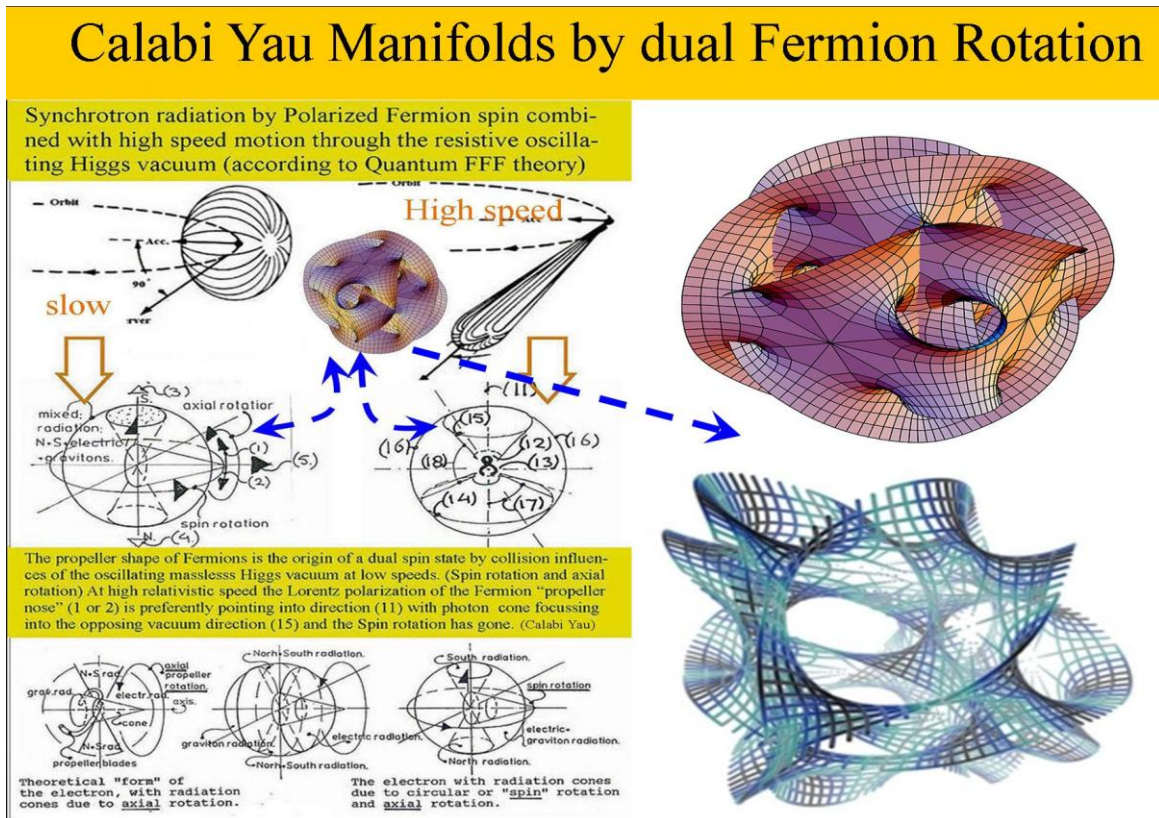 Calabi Yau Manifolds by dual Fermion Rotation
Synchrotron radiation by Polarized Fermion spin combi-
ned with high speed motion through the resistive oscilla-
ting Higgs vacuum (according to Quantum FFF theory)
Orbit
Acc.
90°
rver
slow
Orbit
High speed
(3)
S.
mixed;
radiation;
N+S+electric
+gravitons.
axial rotation
(1)
(5.)
(2.)
spin rotation
N.
(4.)
(11)
(15)
(16)
(12)
(16)
(18)
8
(13)
(14)
(17)
The propeller shape of Fermions is the origin of a dual spin state by collision influen-
ces of the oscillating masslesss Higgs vacuum at low speeds. (Spin rotation and axial
rotation) At high relativistic speed the Lorentz polarization of the Fermion “propeller
nose” (1 or 2) is preferently pointing into direction (11) with photon cone focussing
into the opposing vacuum direction (15) and the Spin rotation has gone. (Calabi Yau)
N+S rad.
grav.rad.
electr.rad.
cone
N+S rad.
propeller blades
axial
propeller
rotation.
axis.
Norh+South radiation.
graviton radiation.
electric radiation.
North+South radiation.
South radiation.
spin rotation
electric+
graviton radiation.
North radiation.
Theoretical "form" of
the electron, with radiation
cones due to axial rotation.
The electron with radiation cones
due to circular or "spin" rotation
and axial rotation.